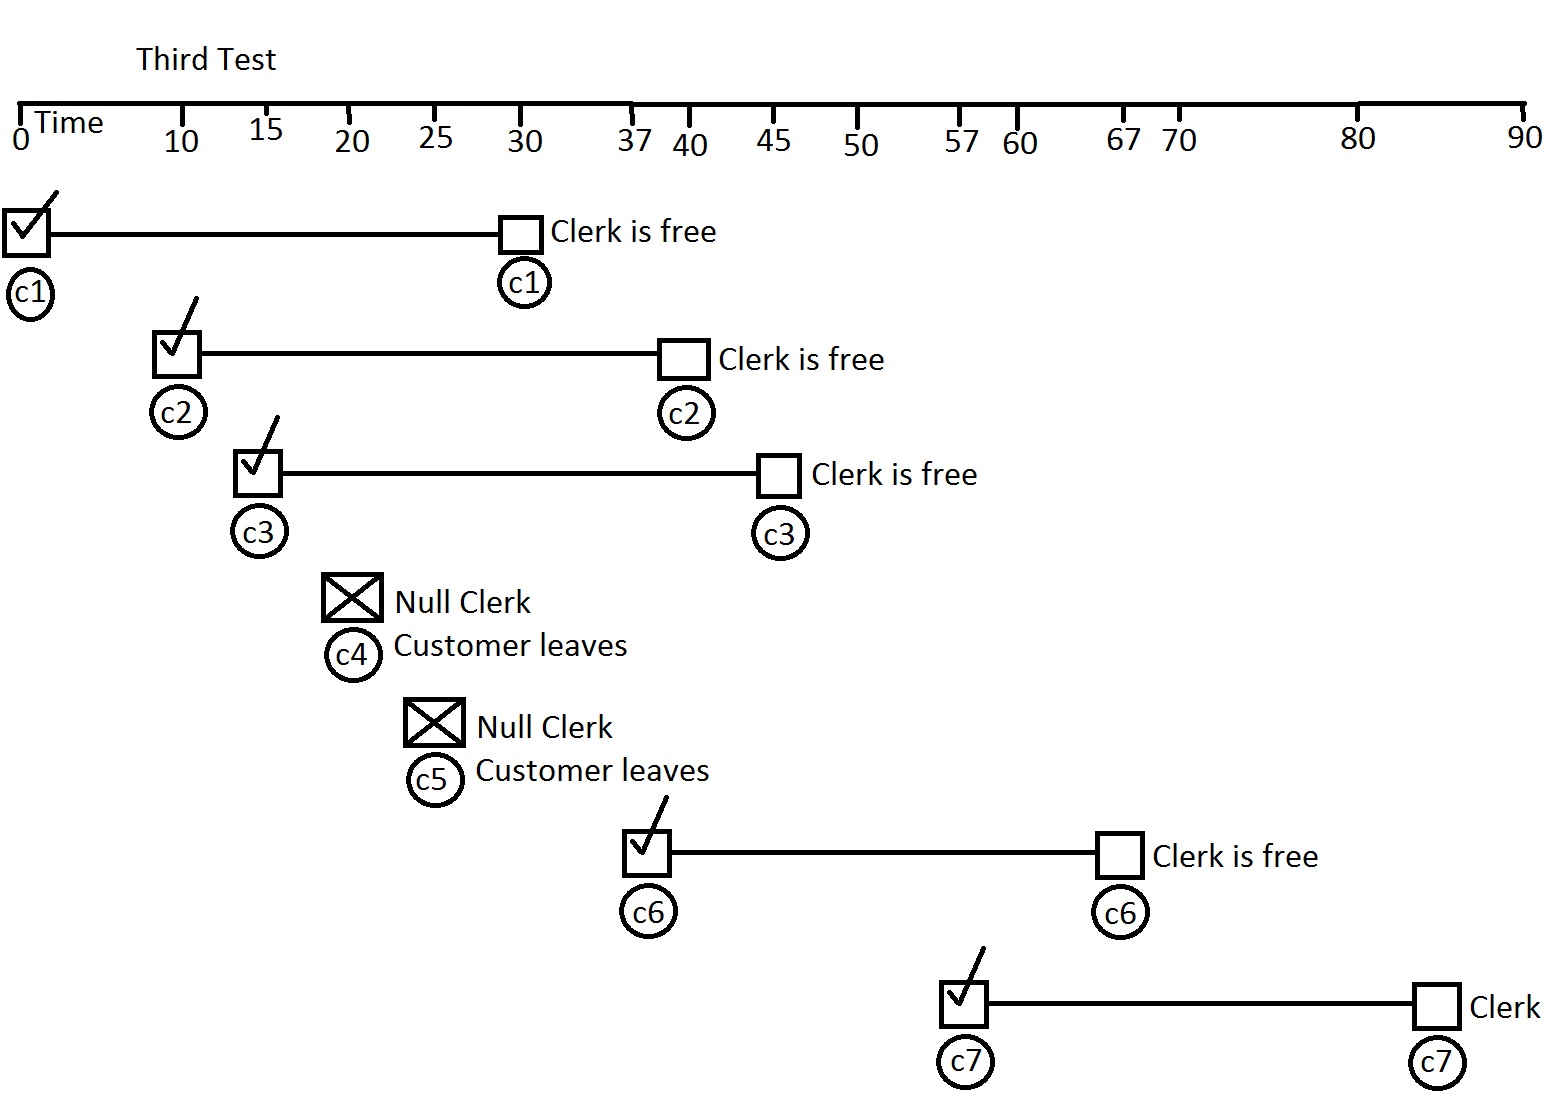 Third Test
Time
0 10 15 20 25 30 37 40 45 50 57 60 67 70 80 90
Clerk is free
c1 c1
Clerk is free
c2 c2
Clerk is free
c3 c3
Null Clerk
c4 Customer leaves
Null Clerk
c5 Customer leaves
Clerk is free
c6 c6
Clerk
c7 c7